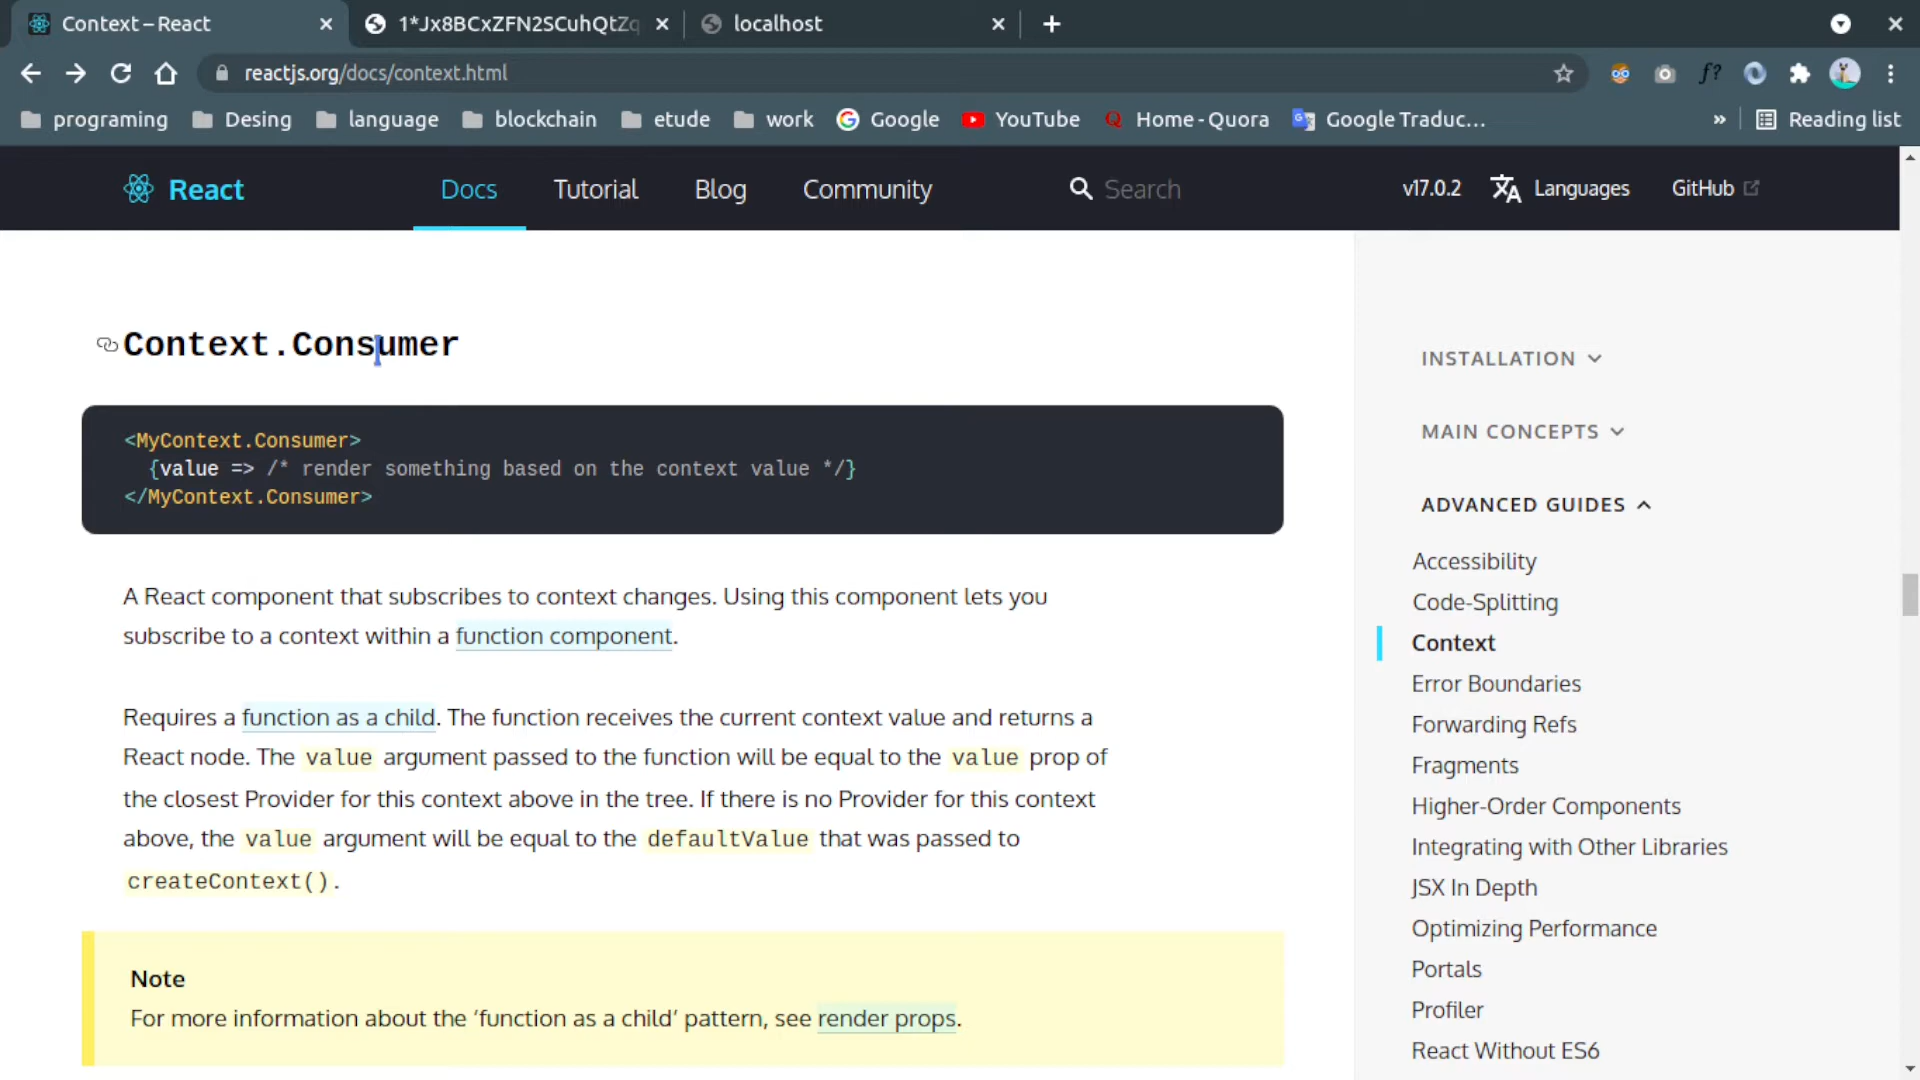 Context – React
1*Jx8BCxZFN2SCuhQtZq
localhost
reactjs.org/docs/context.html
f?
programing
Desing
language
blockchain
etude
work
Google
YouTube
Home - Quora
Google Traduc...
»
Reading list
React
Docs
Tutorial
Blog
Community
Search
v17.0.2
Languages
GitHub
Context.Consumer
<MyContext.Consumer>
{value => /* render something based on the context value */}
</MyContext.Consumer>
A React component that subscribes to context changes. Using this component lets you
subscribe to a context within a function component.
Requires a function as a child. The function receives the current context value and returns a
React node. The value argument passed to the function will be equal to the value prop of
the closest Provider for this context above in the tree. If there is no Provider for this context
above, the value argument will be equal to the defaultValue that was passed to
createContext().
Note
For more information about the ‘function as a child’ pattern, see render props.
INSTALLATION
MAIN CONCEPTS
ADVANCED GUIDES
Accessibility
Code-Splitting
Context
Error Boundaries
Forwarding Refs
Fragments
Higher-Order Components
Integrating with Other Libraries
JSX In Depth
Optimizing Performance
Portals
Profiler
React Without ES6